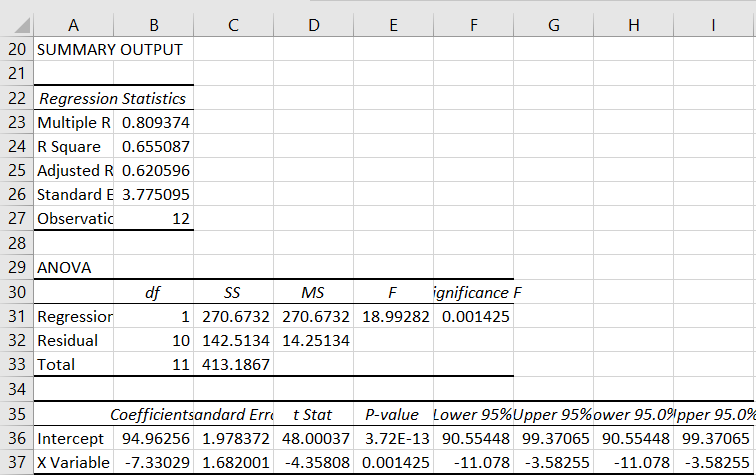 A B C D E F G H I
20 SUMMARY OUTPUT
21
22 Regression Statistics
23 Multiple R 0.809374
24 R Square 0.655087
25 Adjusted R 0.620596
26 Standard E 3.775095
27 Observatic 12
28
29 ANOVA
30 df SS MS F ignificance F
31 Regression 1 270.6732 270.6732 18.99282 0.001425
32 Residual 10 142.5134 14.25134
33 Total 11 413.1867
34
35 Coefficients andard Erro t Stat P-value Lower 95% Upper 95% ower 95.0% pper 95.0%
36 Intercept 94.96256 1.978372 48.00037 3.72E-13 90.55448 99.37065 90.55448 99.37065
37 X Variable -7.33029 1.682001 -4.35808 0.001425 -11.078 -3.58255 -11.078 -3.58255